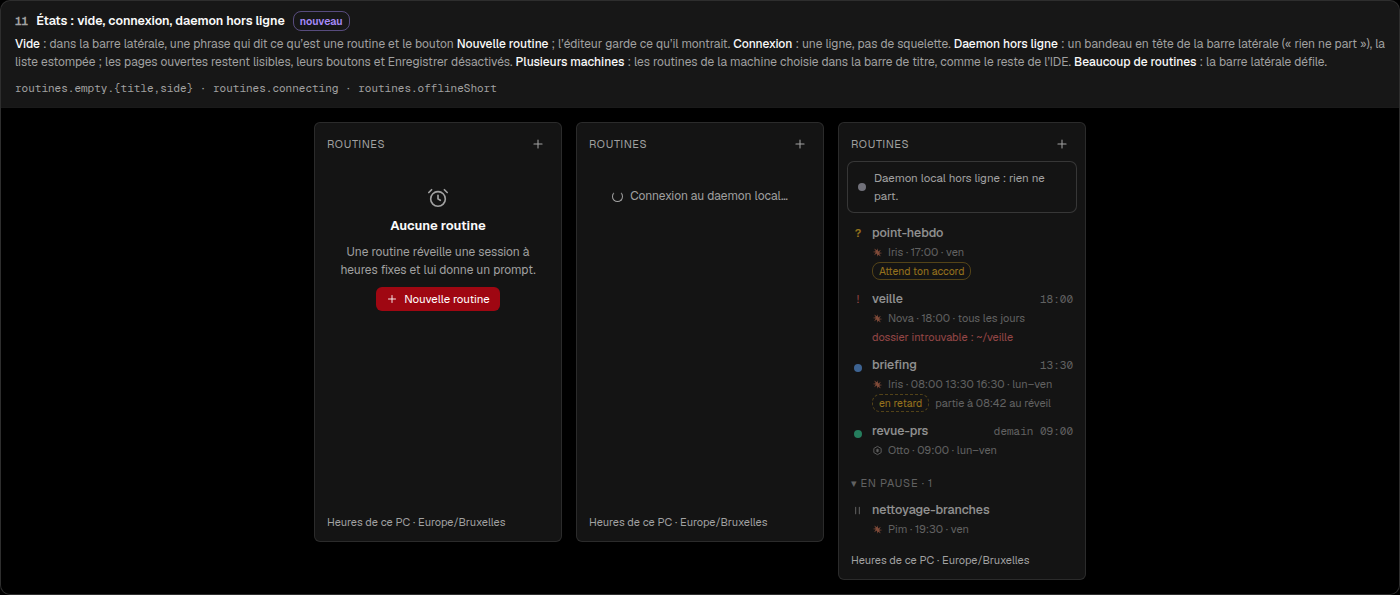 11 États : vide, connexion, daemon hors ligne nouveau
Vide : dans la barre latérale, une phrase qui dit ce qu'est une routine et le bouton Nouvelle routine ; l'éditeur garde ce qu'il montrait. Connexion : une ligne, pas de squelette. Daemon hors ligne : un bandeau en tête de la barre latérale (« rien ne part »), la
liste estompée ; les pages ouvertes restent lisibles, leurs boutons et Enregistrer désactivés. Plusieurs machines : les routines de la machine choisie dans la barre de titre, comme le reste de l'IDE. Beaucoup de routines : la barre latérale défile.
routines.empty.{title,side} · routines.connecting · routines.offlineShort
ROUTINES +
Aucune routine
Une routine réveille une session à
heures fixes et lui donne un prompt.
+ Nouvelle routine
Heures de ce PC · Europe/Bruxelles
ROUTINES +
Connexion au daemon local…
Heures de ce PC · Europe/Bruxelles
ROUTINES +
Daemon local hors ligne : rien ne
part.
? point-hebdo
Iris · 17:00 · ven
Attend ton accord
! veille 18:00
Nova · 18:00 · tous les jours
dossier introuvable : ~/veille
briefing 13:30
Iris · 08:00 13:30 16:30 · lun–ven
en retard partie à 08:42 au réveil
revue-prs demain 09:00
Otto · 09:00 · lun–ven
▾ EN PAUSE · 1
nettoyage-branches
Pim · 19:30 · ven
Heures de ce PC · Europe/Bruxelles